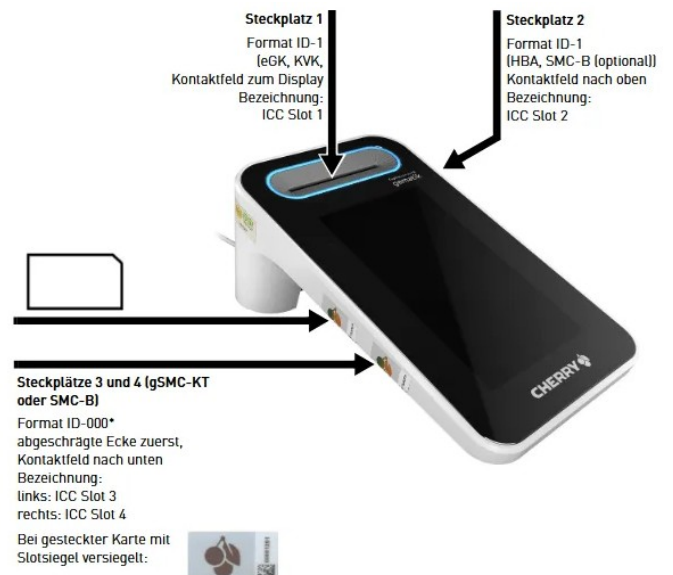 Steckplatz 1
Format ID-1
(eGK, KVK,
Kontaktfeld zum Display
Bezeichnung:
ICC Slot 1
Steckplatz 2
Format ID-1
(HBA, SMC-B (optional))
Kontaktfeld nach oben
Bezeichnung:
ICC Slot 2
gematik
CHERRY
Steckplätze 3 und 4 (gSMC-KT
oder SMC-B)
Format ID-000*
abgeschrägte Ecke zuerst,
Kontaktfeld nach unten
Bezeichnung:
links: ICC Slot 3
rechts: ICC Slot 4
Bei gesteckter Karte mit
Slotsiegel versiegelt: